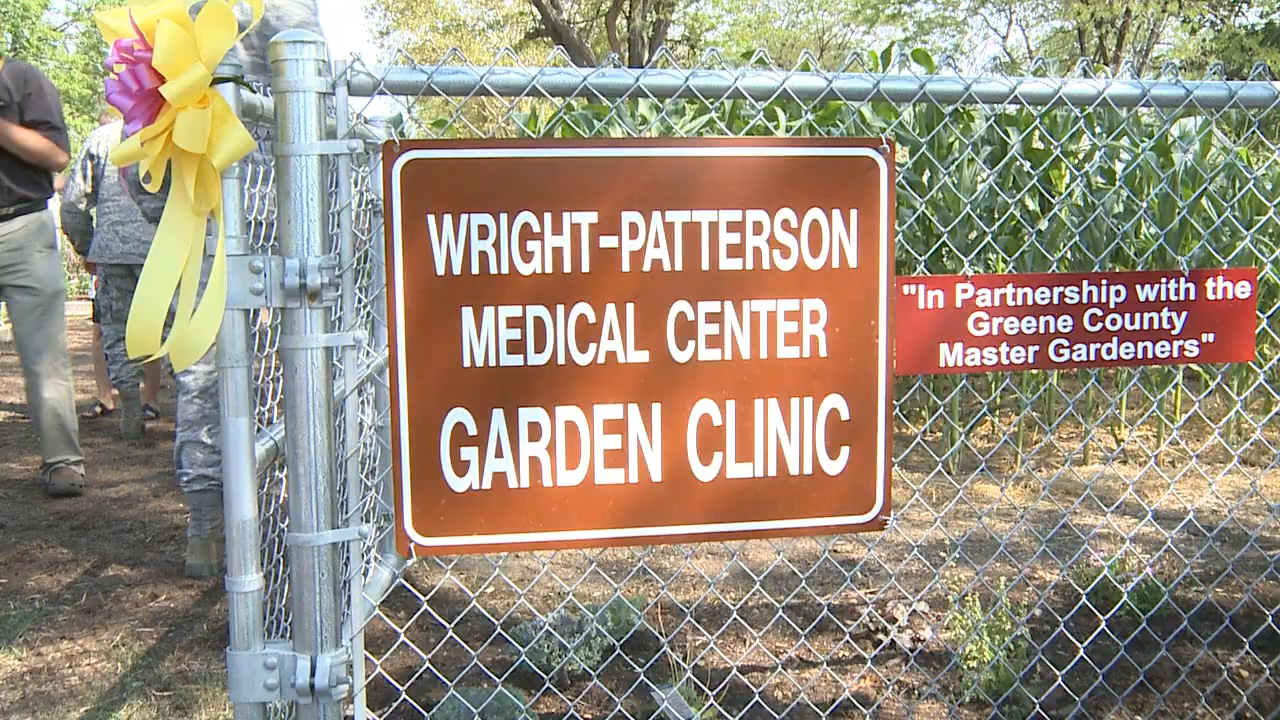 WRIGHT-PATTERSON
MEDICAL CENTER
GARDEN CLINIC
"In Partnership with the
Greene County
Master Gardeners"